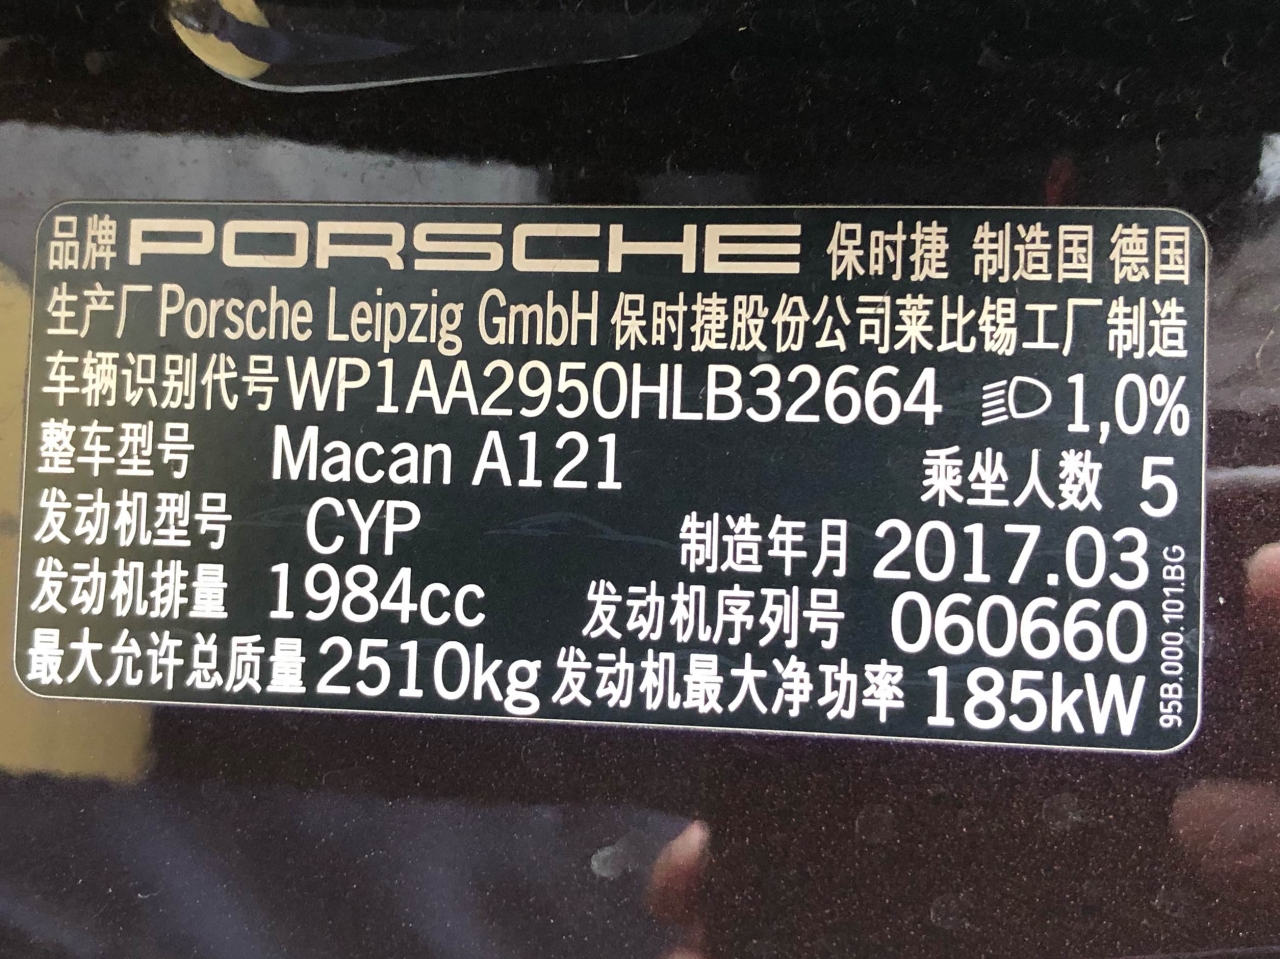 品牌 PORSCHE 保时捷 制造国 德国
生产厂 Porsche Leipzig GmbH 保时捷股份公司莱比锡工厂制造
车辆识别代号 WP1AA2950HLB32664 1,0%
整车型号 Macan A121 乘坐人数 5
发动机型号 CYP 制造年月 2017.03
发动机排量 1984cc 发动机序列号 060660
最大允许总质量 2510kg 发动机最大净功率 185kW
95B.000.101.BG